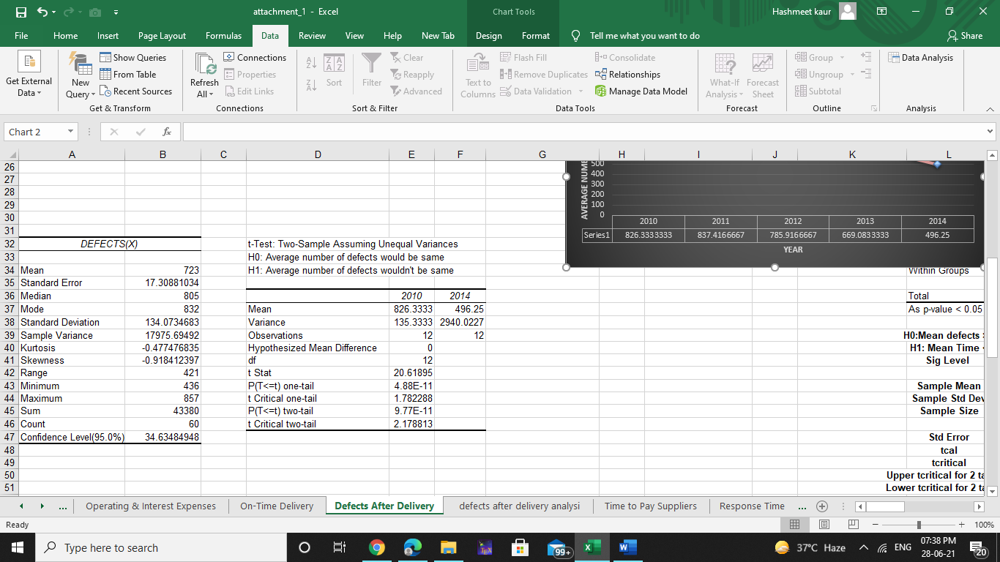 attachment_1 - Excel
Chart Tools
Hashmeet kaur
File Home Insert Page Layout Formulas Data Review View Help New Tab Design Format Tell me what you want to do Share
Get External Data
New Query
Show Queries
From Table
Recent Sources
Get & Transform
Refresh All
Connections
Properties
Edit Links
Connections
Sort
Filter
Clear
Reapply
Advanced
Sort & Filter
Text to Columns
Flash Fill
Remove Duplicates
Data Validation
Consolidate
Relationships
Manage Data Model
Data Tools
What-If Analysis
Forecast Sheet
Forecast
Group
Ungroup
Subtotal
Outline
Data Analysis
Analysis
Chart 2
fx
A B C D E F G H I J K L
26
27
28
29
30
31
32 DEFECTS(X) t-Test: Two-Sample Assuming Unequal Variances
33 H0: Average number of defects would be same
34 Mean 723 H1: Average number of defects wouldn't be same Within Groups
35 Standard Error 17.30881034
36 Median 805 2010 2014 Total
37 Mode 832 Mean 826.3333 496.25 As p-value < 0.05
38 Standard Deviation 134.0734683 Variance 135.3333 2940.0227
39 Sample Variance 17975.69492 Observations 12 12 H0:Mean defects
40 Kurtosis -0.477476835 Hypothesized Mean Difference 0 H1: Mean Time
41 Skewness -0.918412397 df 12 Sig Level
42 Range 421 t Stat 20.61895
43 Minimum 436 P(T<=t) one-tail 4.88E-11 Sample Mean
44 Maximum 857 t Critical one-tail 1.782288 Sample Std Dev
45 Sum 43380 P(T<=t) two-tail 9.77E-11 Sample Size
46 Count 60 t Critical two-tail 2.178813
47 Confidence Level(95.0%) 34.63484948 Std Error
48 tcal
49 tcritical
50 Upper tcritical for 2 ta
51 Lower tcritical for 2 ta
AVERAGE NUM
500
400
300
200
100
0
2010 2011 2012 2013 2014
Series1 826.3333333 837.4166667 785.9166667 669.0833333 496.25
YEAR
... Operating & Interest Expenses On-Time Delivery Defects After Delivery defects after delivery analysi Time to Pay Suppliers Response Time ...
Ready
100%
Type here to search
99+
37°C Haze
ENG
07:38 PM
28-06-21
20